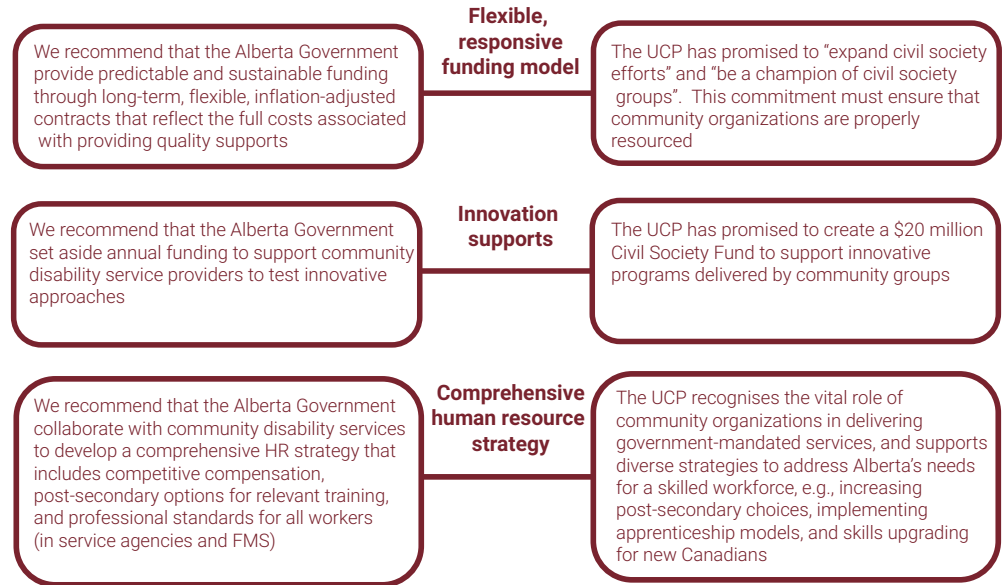 Flexible,
responsive
funding model
We recommend that the Alberta Government
provide predictable and sustainable funding
through long-term, flexible, inflation-adjusted
contracts that reflect the full costs associated
with providing quality supports
The UCP has promised to “expand civil society
efforts” and “be a champion of civil society
groups”. This commitment must ensure that
community organizations are properly
resourced
Innovation
supports
We recommend that the Alberta Government
set aside annual funding to support community
disability service providers to test innovative
approaches
The UCP has promised to create a $20 million
Civil Society Fund to support innovative
programs delivered by community groups
Comprehensive
human resource
strategy
We recommend that the Alberta Government
collaborate with community disability services
to develop a comprehensive HR strategy that
includes competitive compensation,
post-secondary options for relevant training,
and professional standards for all workers
(in service agencies and FMS)
The UCP recognises the vital role of
community organizations in delivering
government-mandated services, and supports
diverse strategies to address Alberta’s needs
for a skilled workforce, e.g., increasing
post-secondary choices, implementing
apprenticeship models, and skills upgrading
for new Canadians